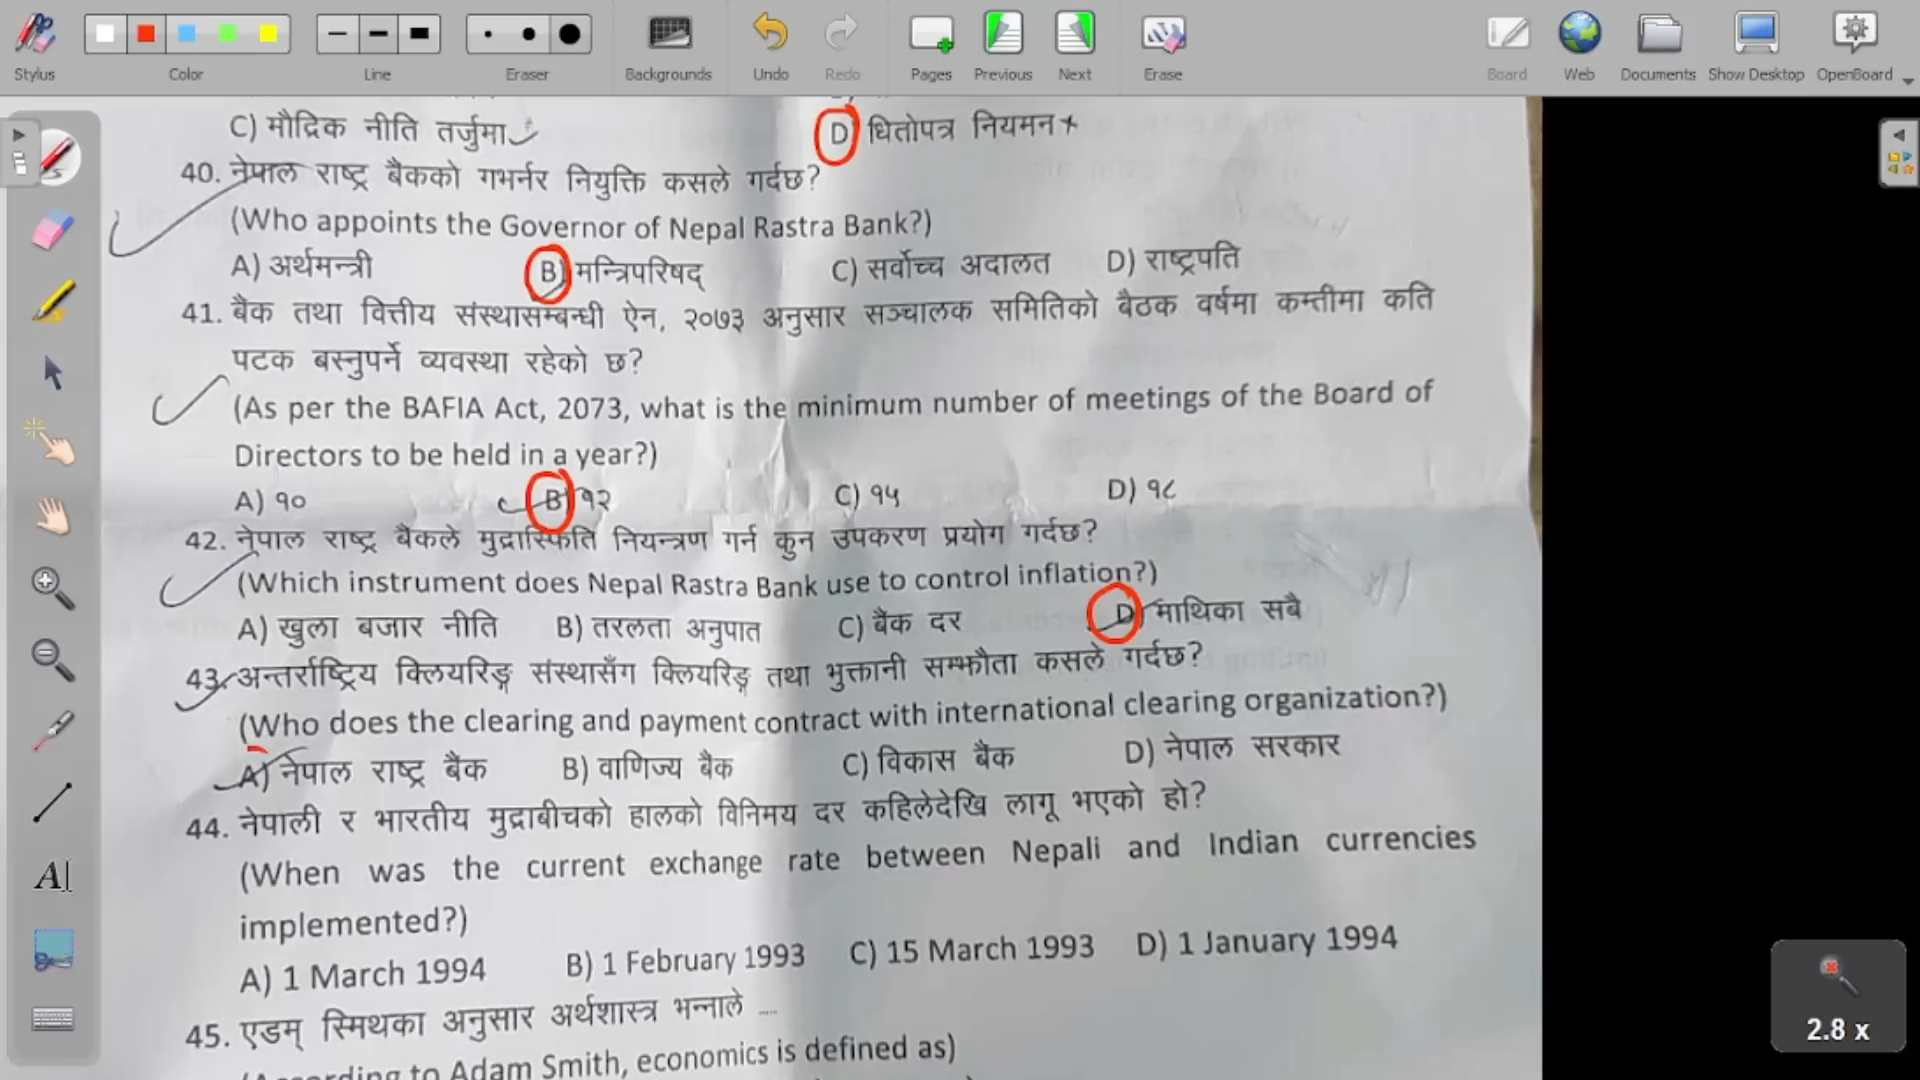 Stylus
Color
Line
Eraser
Backgrounds
Undo
Redo
Pages
Previous
Next
Erase
Board
Web
Documents
Show Desktop
OpenBoard
C) मौद्रिक नीति तर्जुमा D) धितोपत्र नियमन
40. नेपाल राष्ट्र बैंकको गभर्नर नियुक्ति कसले गर्दछ?
(Who appoints the Governor of Nepal Rastra Bank?)
A) अर्थमन्त्री B) मन्त्रिपरिषद् C) सर्वोच्च अदालत D) राष्ट्रपति
41. बैंक तथा वित्तीय संस्थासम्बन्धी ऐन, २०७३ अनुसार सञ्चालक समितिको बैठक वर्षमा कम्तीमा कति
पटक बस्नुपर्ने व्यवस्था रहेको छ?
(As per the BAFIA Act, 2073, what is the minimum number of meetings of the Board of
Directors to be held in a year?)
A) १० B) १२ C) १५ D) १८
42. नेपाल राष्ट्र बैंकले मुद्रास्फिति नियन्त्रण गर्न कुन उपकरण प्रयोग गर्दछ?
(Which instrument does Nepal Rastra Bank use to control inflation?)
A) खुला बजार नीति B) तरलता अनुपात C) बैंक दर D) माथिका सबै
43. अन्तर्राष्ट्रिय क्लियरिङ्ग संस्थासँग क्लियरिङ्ग तथा भुक्तानी सम्झौता कसले गर्दछ?
(Who does the clearing and payment contract with international clearing organization?)
A) नेपाल राष्ट्र बैंक B) वाणिज्य बैंक C) विकास बैंक D) नेपाल सरकार
44. नेपाली र भारतीय मुद्राबीचको हालको विनिमय दर कहिलेदेखि लागू भएको हो?
(When was the current exchange rate between Nepali and Indian currencies
implemented?)
A) 1 March 1994 B) 1 February 1993 C) 15 March 1993 D) 1 January 1994
45. एडम् स्मिथका अनुसार अर्थशास्त्र भन्नाले ....
(According to Adam Smith, economics is defined as)
2.8 x